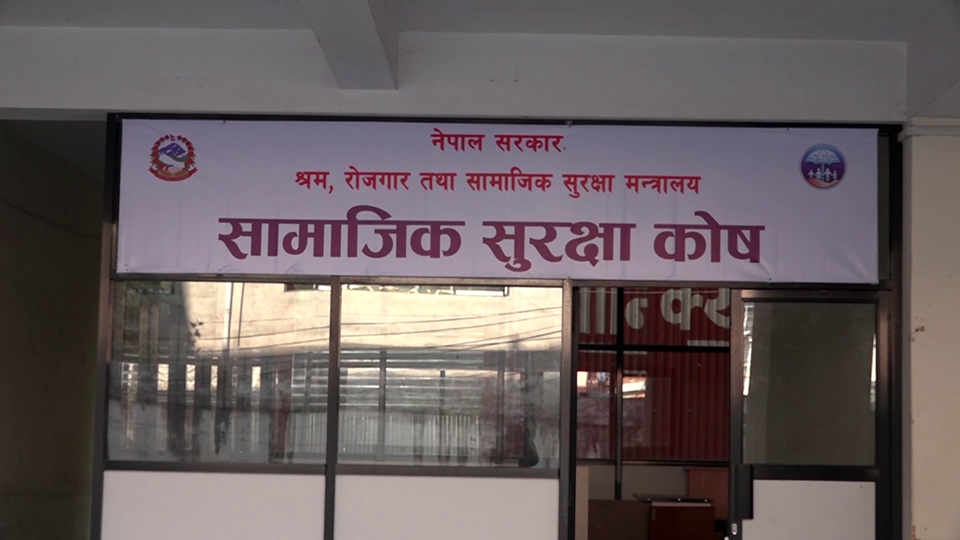 नेपाल सरकार
श्रम, रोजगार तथा सामाजिक सुरक्षा मन्त्रालय
सामाजिक सुरक्षा कोष